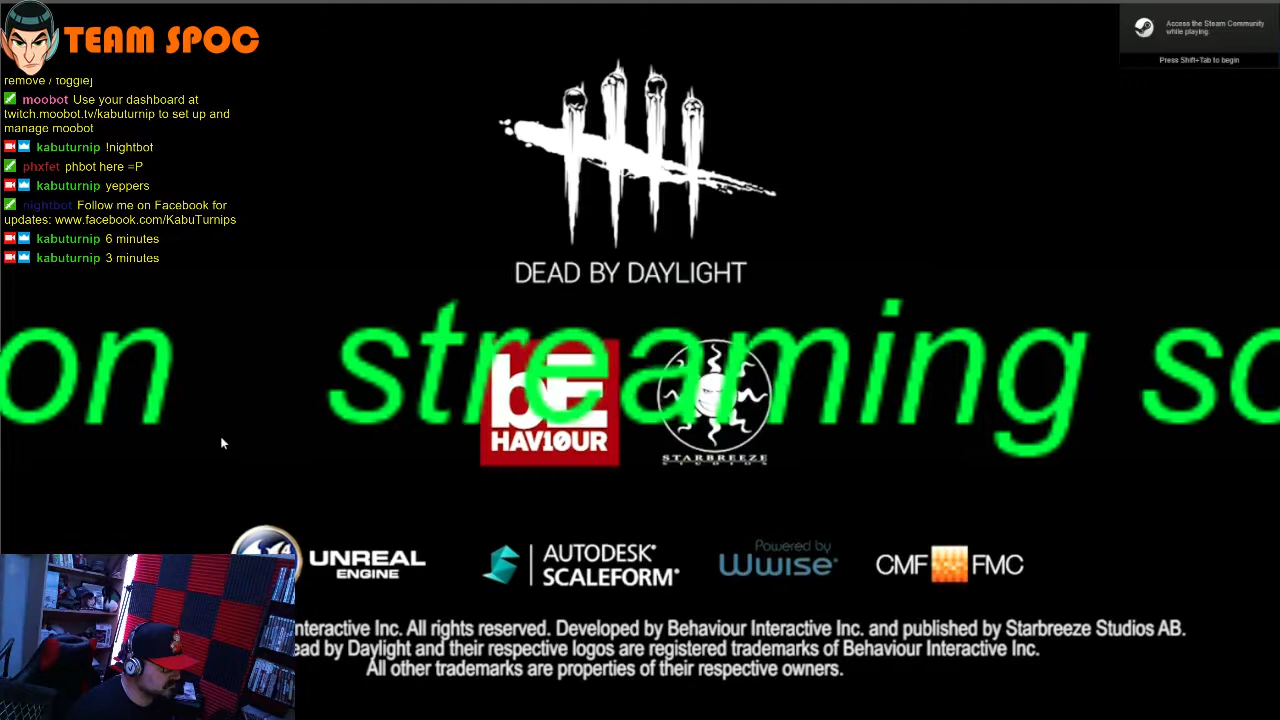 TEAM SPOC
remove / toggle]
moobot Use your dashboard at
twitch.moobot.tv/kabuturnip to set up and
manage moobot
kabuturnip !nightbot
phxfet phbot here =P
kabuturnip yeppers
nightbot Follow me on Facebook for
updates: www.facebook.com/KabuTurnips
kabuturnip 6 minutes
kabuturnip 3 minutes
Access the Steam Community
while playing.
Press Shift+Tab to begin
DEAD BY DAYLIGHT
on streaming so
bE
HAVIOUR
STARBREEZE
STUDIOS
UNREAL
ENGINE
AUTODESK®
SCALEFORM®
Powered by
Wwise®
CMF FMC
nteractive Inc. All rights reserved. Developed by Behaviour Interactive Inc. and published by Starbreeze Studios AB.
ead by Daylight and their respective logos are registered trademarks of Behaviour Interactive Inc.
All other trademarks are properties of their respective owners.